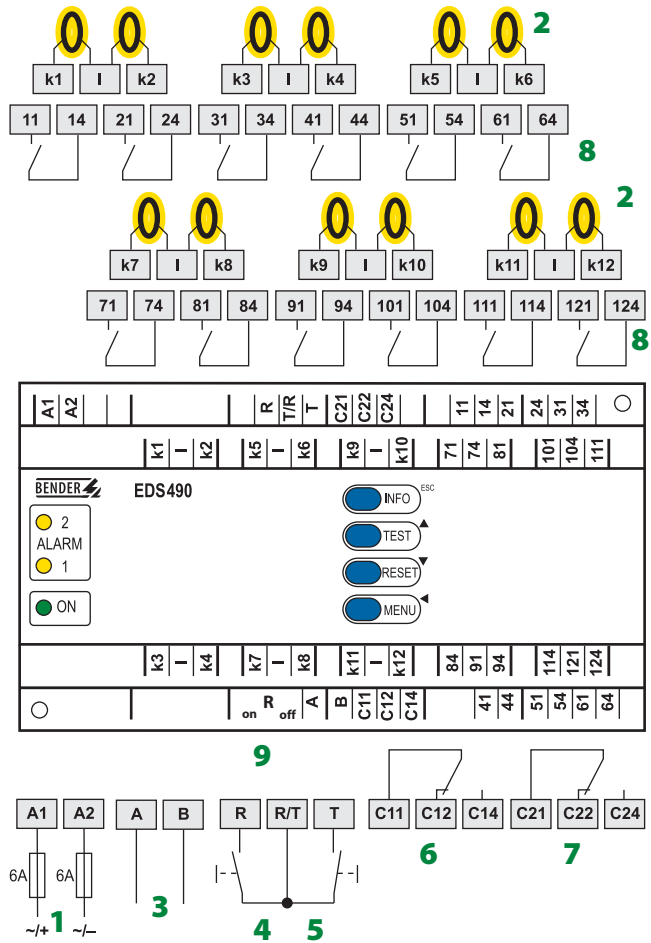 2
k1 I k2 k3 I k4 k5 I k6
11 14 21 24 31 34 41 44 51 54 61 64
8
2
k7 I k8 k9 I k10 k11 I k12
71 74 81 84 91 94 101 104 111 114 121 124
8
A1 A2 R T/R T C21 C22 C24 11 14 21 24 31 34
k1 I k2 k5 I k6 k9 I k10 71 74 81 101 104 111
BENDER EDS490
INFO ESC
2
TEST
ALARM
1
RESET
ON
MENU
k3 I k4 k7 I k8 k11 I k12 84 91 94 114 121 124
on R off A B C11 C12 C14 41 44 51 54 61 64
9
A1 A2 A B R R/T T C11 C12 C14 C21 C22 C24
6 7
6A 6A
1 3 4 5
~/+ ~/–